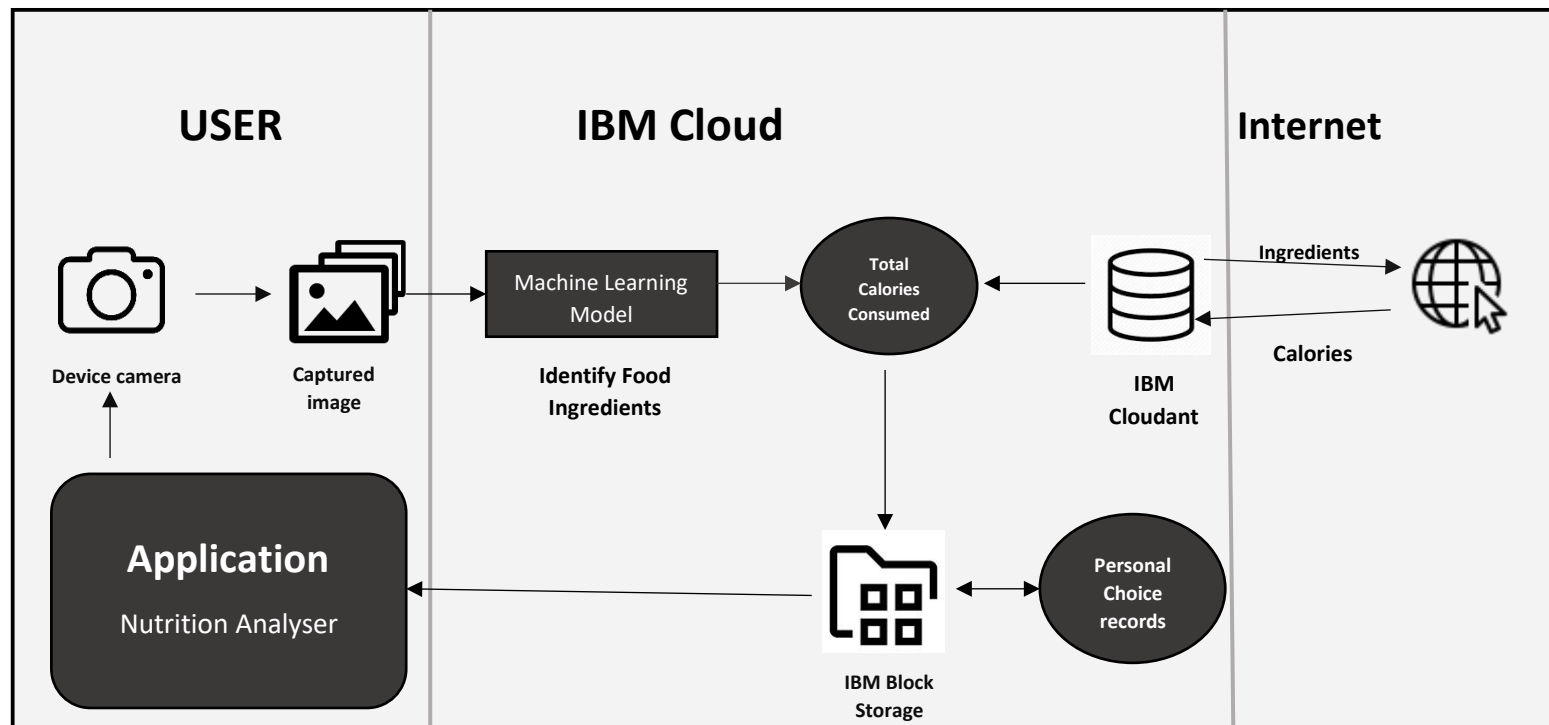 USER
IBM Cloud
Internet
Device camera
Captured
image
Machine Learning
Model
Identify Food
Ingredients
Total
Calories
Consumed
IBM
Cloudant
Ingredients
Calories
Application
Nutrition Analyser
IBM Block
Storage
Personal
Choice
records